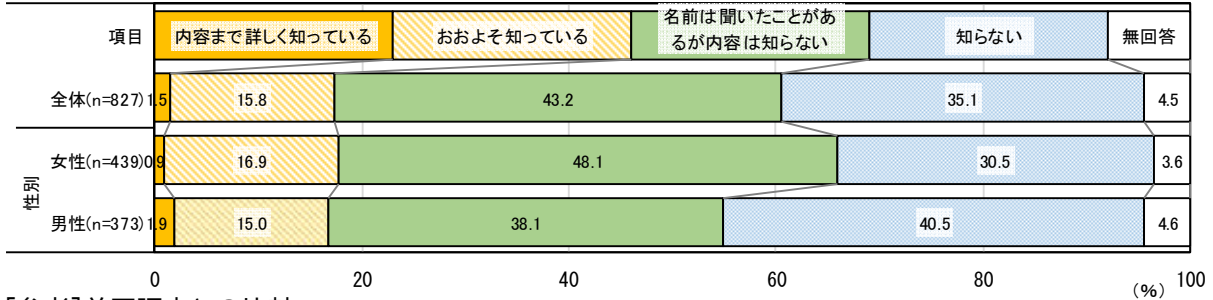 項目
内容まで詳しく知っている
おおよそ知っている
名前は聞いたことがあ
るが内容は知らない
知らない
無回答
全体(n=827) 1.5 15.8 43.2 35.1 4.5
性別
女性(n=439) 0.9 16.9 48.1 30.5 3.6
男性(n=373) 1.9 15.0 38.1 40.5 4.6
0 20 40 60 80 100
(%)